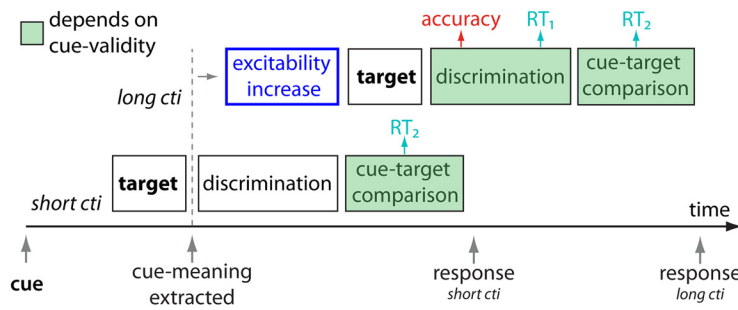 depends on
cue-validity
accuracy
RT₁
RT₂
long cti
excitability
increase
target
discrimination
cue-target
comparison
RT₂
short cti
target
discrimination
cue-target
comparison
time
cue
cue-meaning
extracted
response
short cti
response
long cti